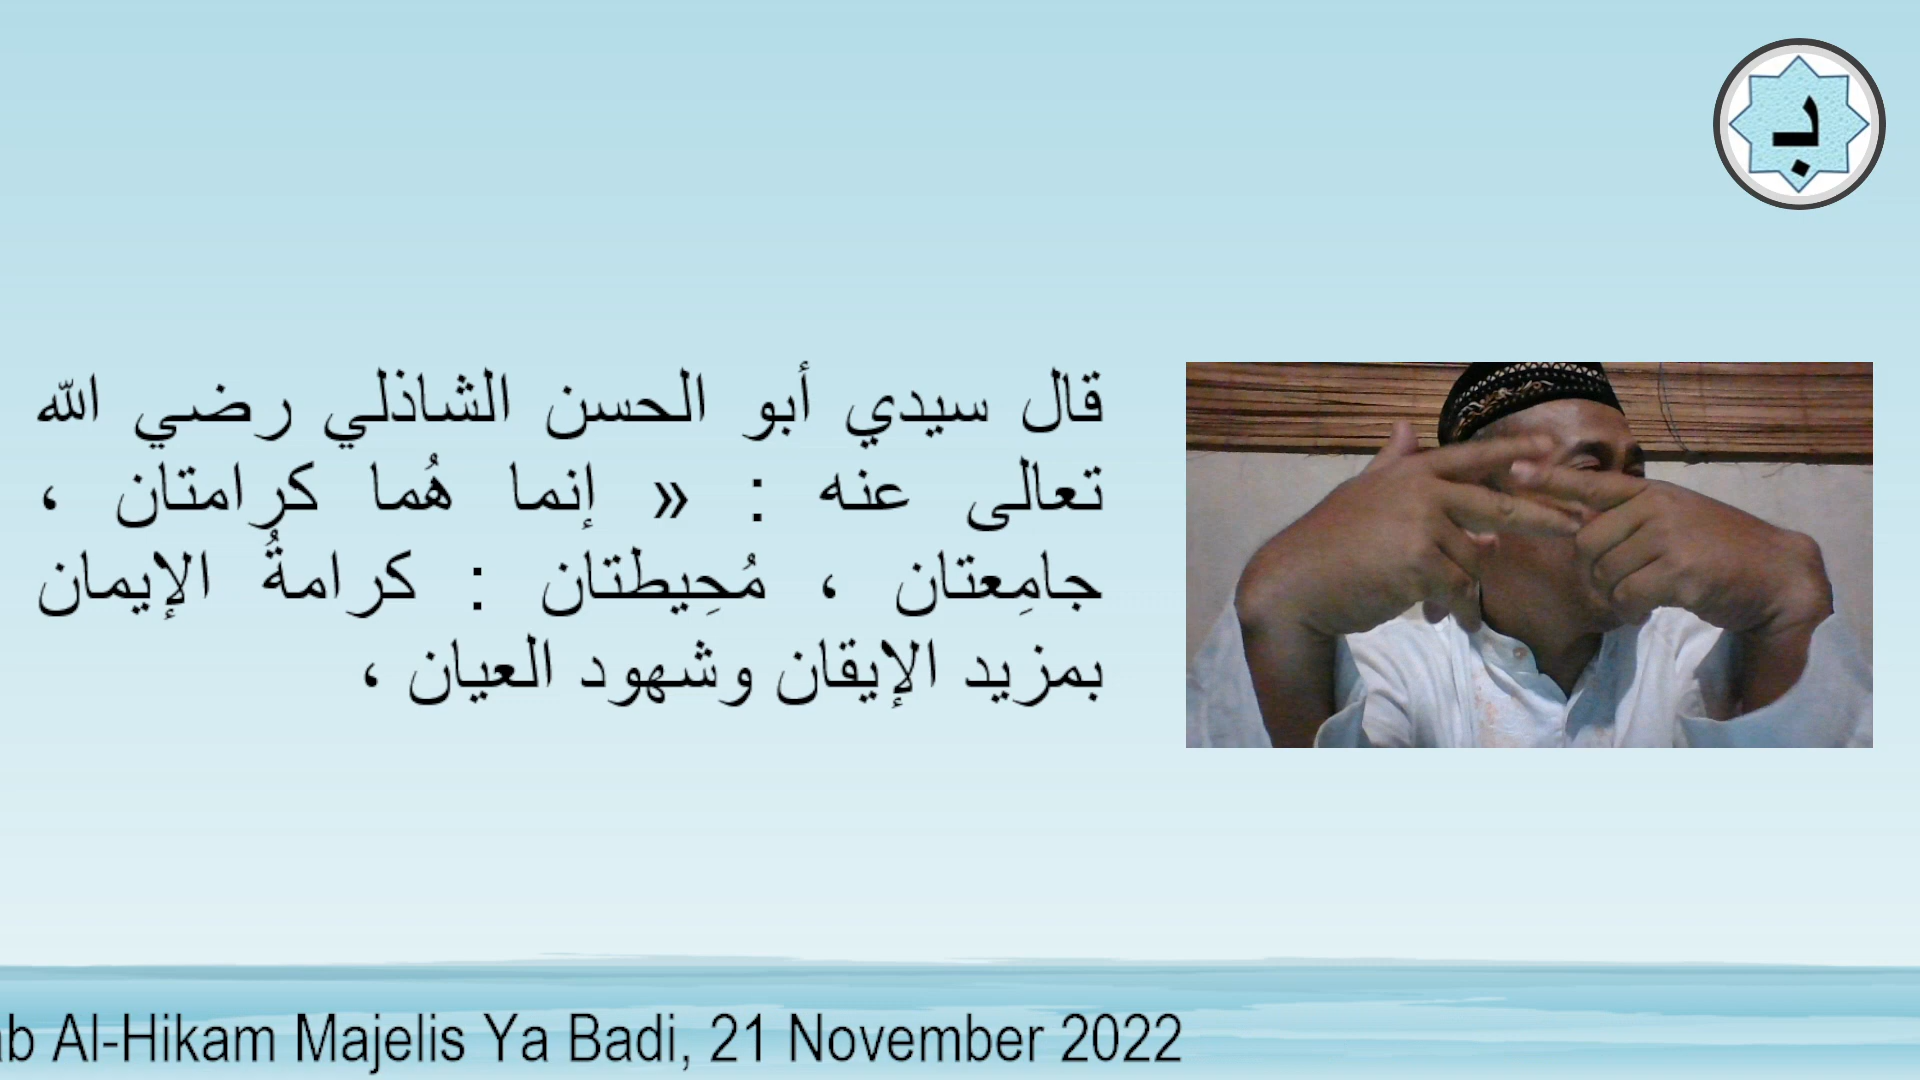 قال سيدي أبو الحسن الشاذلي رضي الله
تعالى عنه : « إنما هُما كرامتان ،
جامِعتان ، مُحِيطتان : كرامةُ الإيمان
بمزيد الإيقان وشهود العيان ،
Al-Hikam Majelis Ya Badi, 21 November 2022